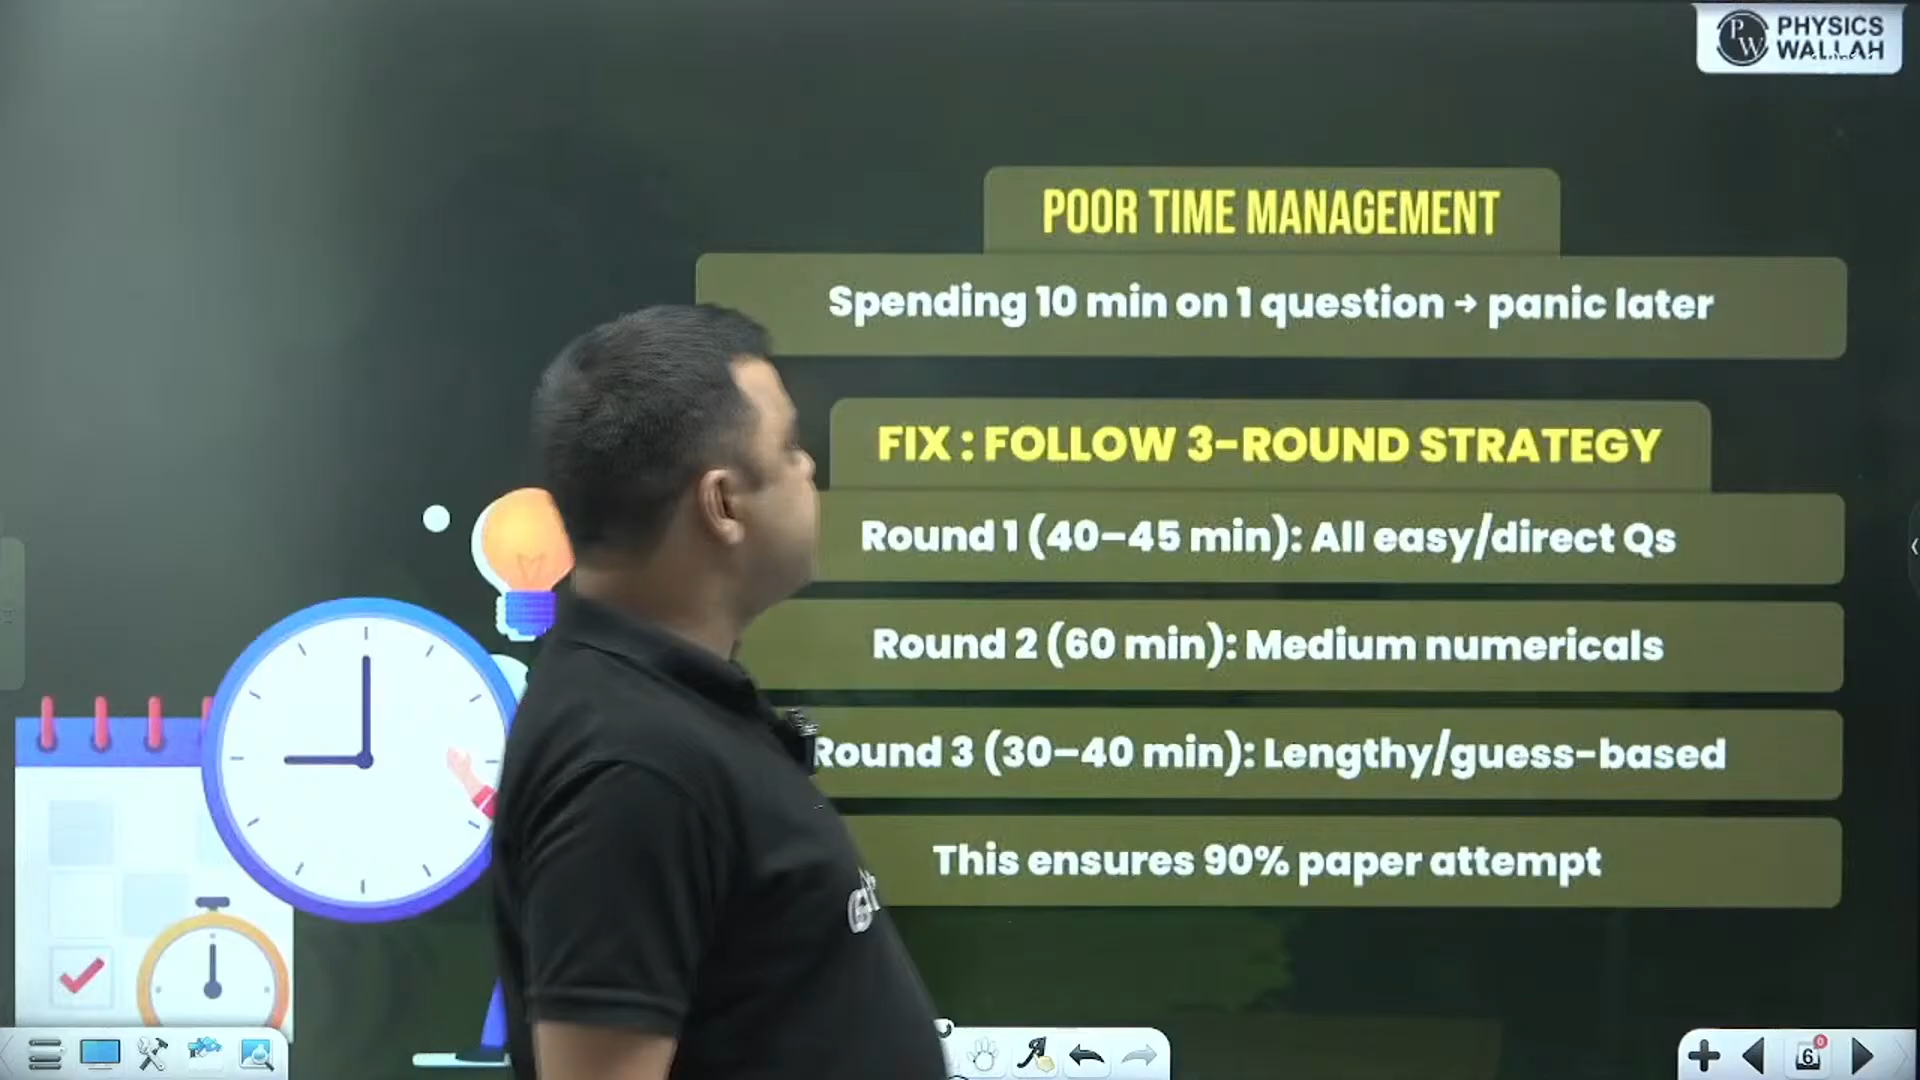 PHYSICS
WALLAH
POOR TIME MANAGEMENT
Spending 10 min on 1 question → panic later
FIX : FOLLOW 3-ROUND STRATEGY
Round 1 (40–45 min): All easy/direct Qs
Round 2 (60 min): Medium numericals
Round 3 (30–40 min): Lengthy/guess-based
This ensures 90% paper attempt
6
0